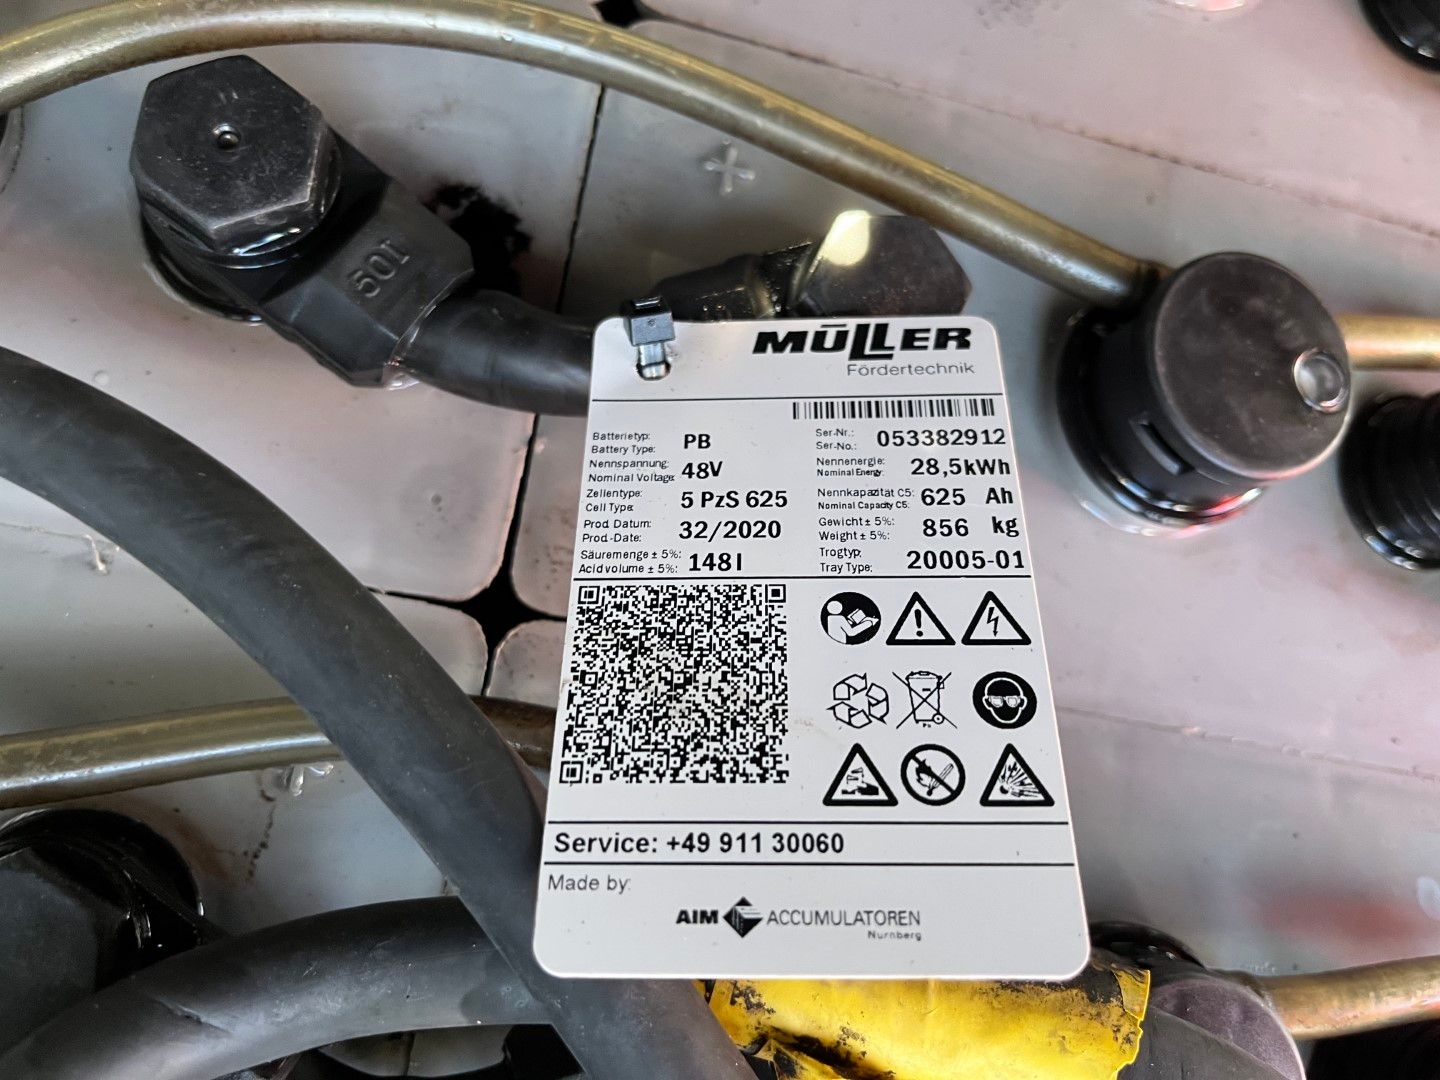 50I
MÜLLER
Fördertechnik
Batterietyp:
Battery Type:
PB
Ser-Nr.:
Ser-No.:
053382912
Nennspannung:
Nominal Voltage:
48V
Nennenergie:
Nominal Energy:
28,5kWh
Zellentype:
Cell Type:
5 PzS 625
Nennkapazität C5:
Nominal Capacity C5:
625 Ah
Prod. Datum:
Prod.-Date:
32/2020
Gewicht ± 5%:
Weight ± 5%:
856 kg
Säuremenge ± 5%:
Acid volume ± 5%:
148 l
Trogtyp:
Tray Type:
20005-01
Service: +49 911 30060
Made by:
AIM ACCUMULATOREN
Nürnberg